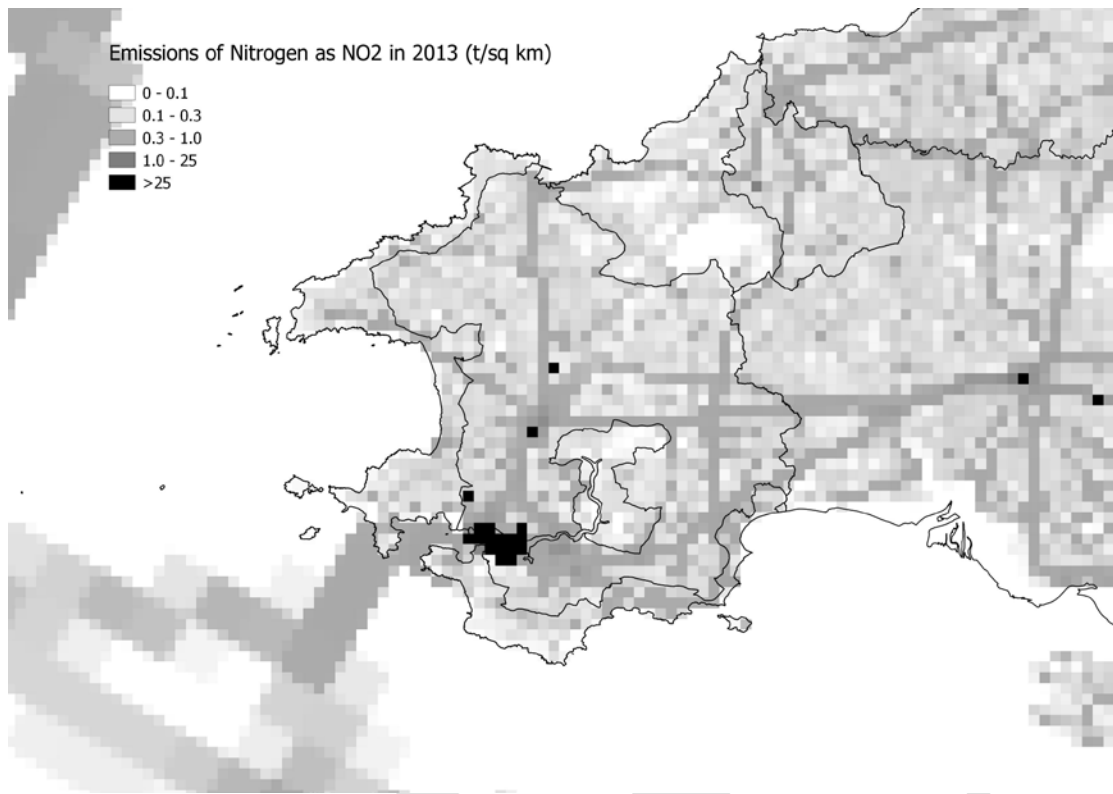 Emissions of Nitrogen as NO2 in 2013 (t/sq km)
0 - 0.1
0.1 - 0.3
0.3 - 1.0
1.0 - 25
>25